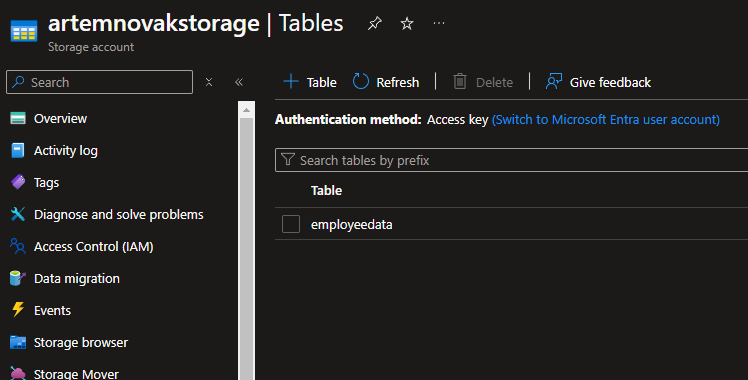 artemnovakstorage | Tables
Storage account
Search
Overview
Activity log
Tags
Diagnose and solve problems
Access Control (IAM)
Data migration
Events
Storage browser
Storage Mover
Table
Refresh
Delete
Give feedback
Authentication method: Access key (Switch to Microsoft Entra user account)
Search tables by prefix
Table
employeedata